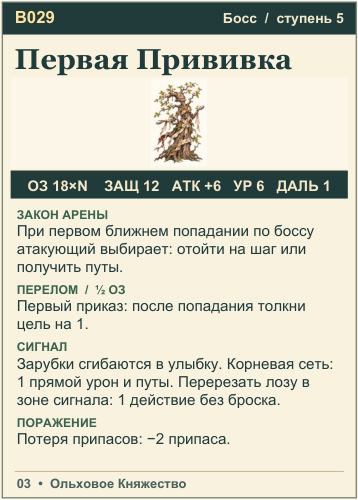 B029
Босс / ступень 5
Первая Прививка
ОЗ 18×N ЗАЩ 12 АТК +6 УР 6 ДАЛЬ 1
ЗАКОН АРЕНЫ
При первом ближнем попадании по боссу
атакующий выбирает: отойти на шаг или
получить путы.
ПЕРЕЛОМ / ½ ОЗ
Первый приказ: после попадания толкни
цель на 1.
СИГНАЛ
Зарубки сгибаются в улыбку. Корневая сеть:
1 прямой урон и путы. Перерезать лозу в
зоне сигнала: 1 действие без броска.
ПОРАЖЕНИЕ
Потеря припасов: −2 припаса.
03 • Ольховое Княжество